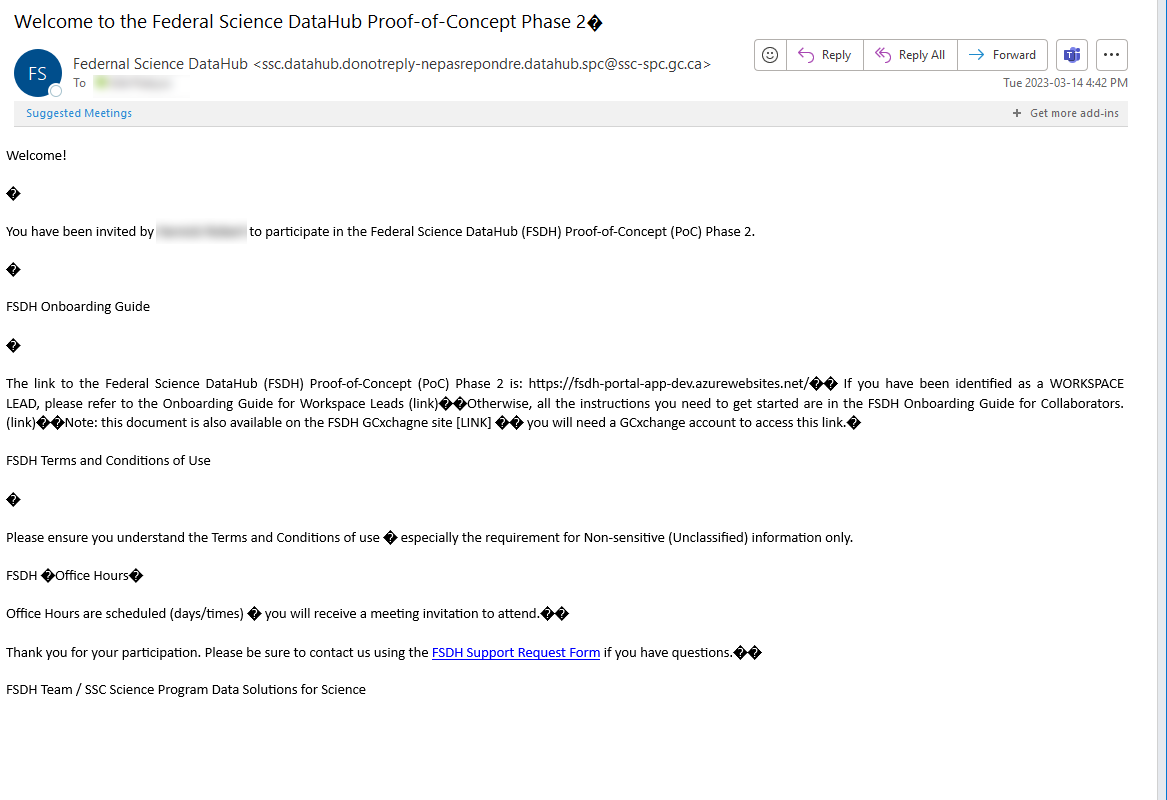 Welcome to the Federal Science DataHub Proof-of-Concept Phase 2�
FS
Federnal Science DataHub <ssc.datahub.donotreply-nepasrepondre.datahub.spc@ssc-spc.gc.ca>
Reply
Reply All
Forward
To
Tue 2023-03-14 4:42 PM
Suggested Meetings
+ Get more add-ins
Welcome!
�
You have been invited by to participate in the Federal Science DataHub (FSDH) Proof-of-Concept (PoC) Phase 2.
�
FSDH Onboarding Guide
�
The link to the Federal Science DataHub (FSDH) Proof-of-Concept (PoC) Phase 2 is: https://fsdh-portal-app-dev.azurewebsites.net/�� If you have been identified as a WORKSPACE
LEAD, please refer to the Onboarding Guide for Workspace Leads (link)��Otherwise, all the instructions you need to get started are in the FSDH Onboarding Guide for Collaborators.
(link)��Note: this document is also available on the FSDH GCxchagne site [LINK] �� you will need a GCxchange account to access this link.�
FSDH Terms and Conditions of Use
�
Please ensure you understand the Terms and Conditions of use � especially the requirement for Non-sensitive (Unclassified) information only.
FSDH �Office Hours�
Office Hours are scheduled (days/times) � you will receive a meeting invitation to attend.��
Thank you for your participation. Please be sure to contact us using the FSDH Support Request Form if you have questions.��
FSDH Team / SSC Science Program Data Solutions for Science